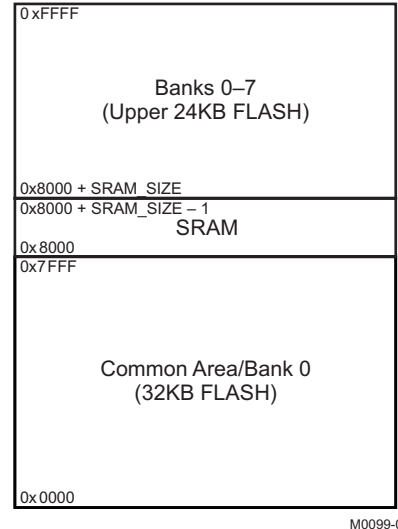 0xFFFF
Banks 0–7
(Upper 24KB FLASH)
0x8000 + SRAM_SIZE
0x8000 + SRAM_SIZE – 1
SRAM
0x8000
0x7FFF
Common Area/Bank 0
(32KB FLASH)
0x0000
M0099-